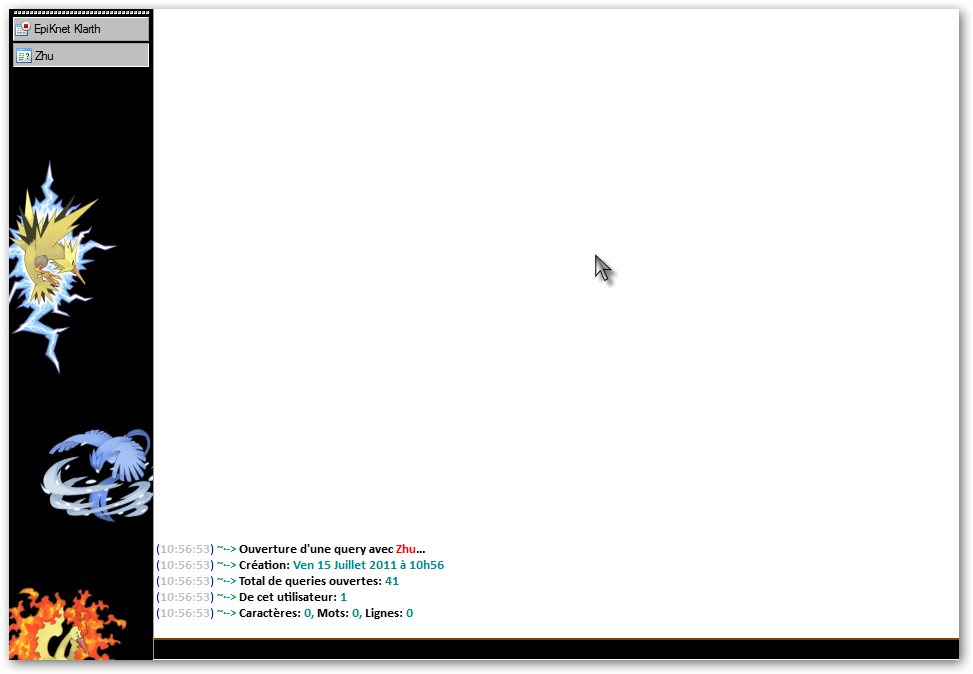 EpiKnet Klarth
Zhu
(10:56:53) ~·-> Ouverture d'une query avec Zhu...
(10:56:53) ~·-> Création: Ven 15 Juillet 2011 à 10h56
(10:56:53) ~·-> Total de queries ouvertes: 41
(10:56:53) ~·-> De cet utilisateur: 1
(10:56:53) ~·-> Caractères: 0, Mots: 0, Lignes: 0